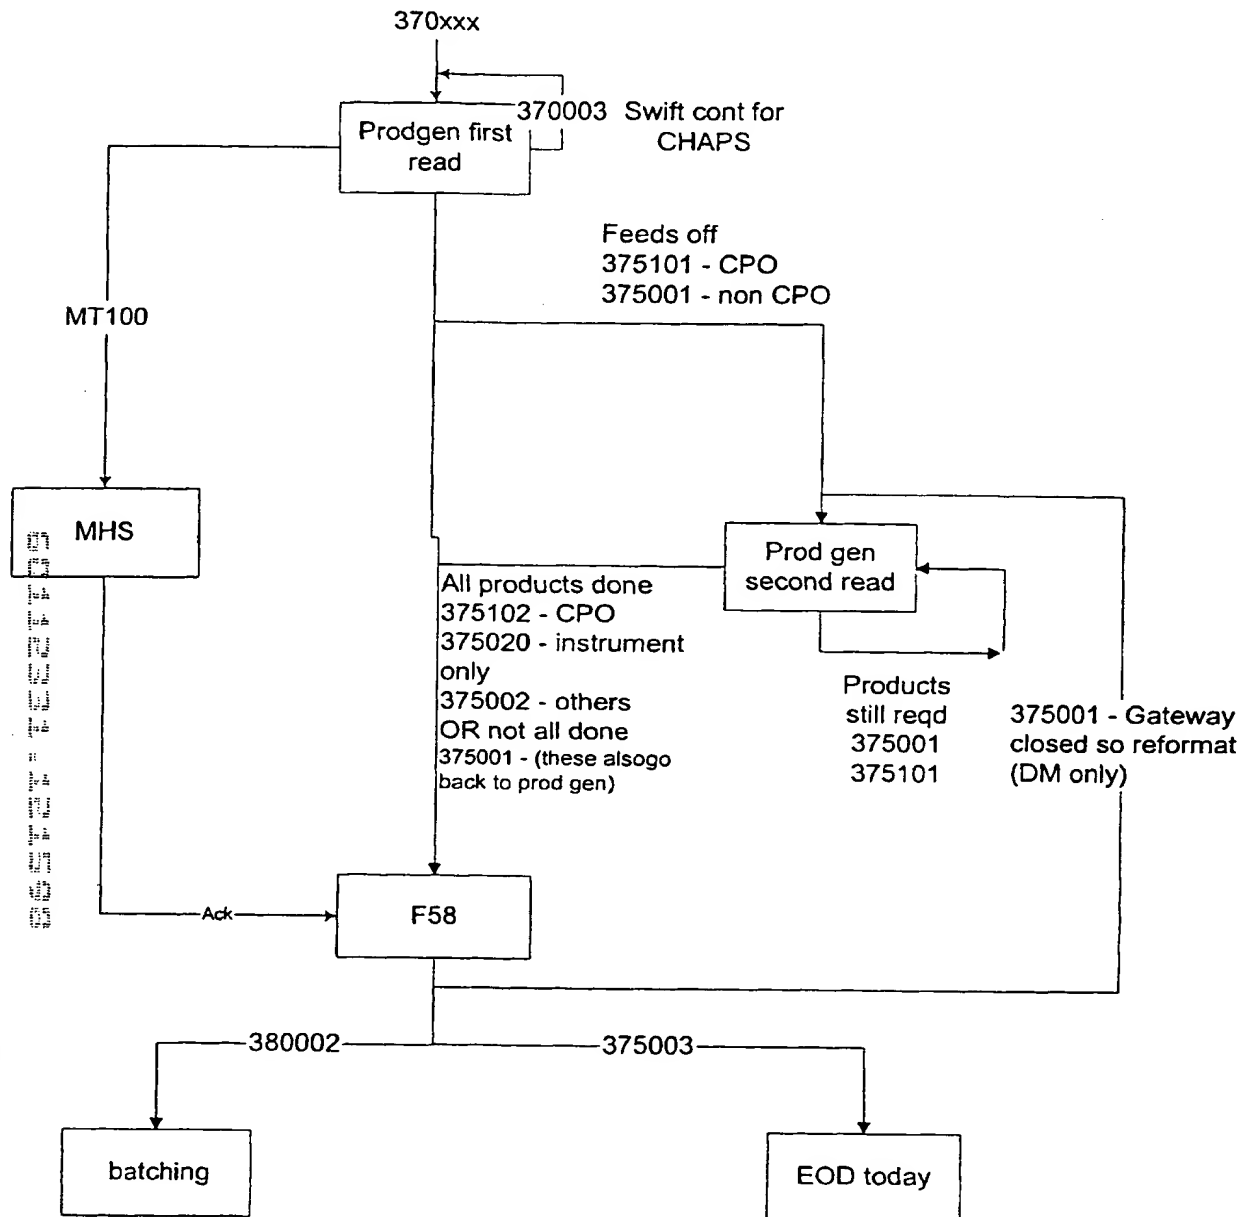 370xxx
370003 Swift cont for
CHAPS
Prodgen first
read
Feeds off
375101 - CPO
375001 - non CPO
MT100
MHS
Prod gen
second read
All products done
375102 - CPO
375020 - instrument
only
375002 - others
OR not all done
375001 - (these alsogo
back to prod gen)
Products
still reqd
375001
375101
375001 - Gateway
closed so reformat
(DM only)
Ack
F58
380002
375003
batching
EOD today